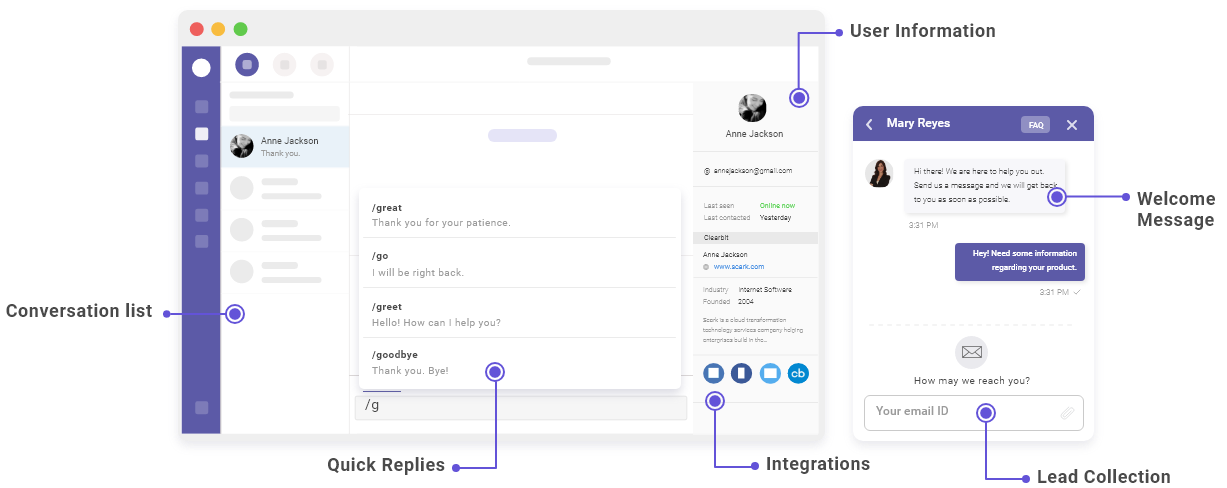 User Information
Anne Jackson
Thank you.
Anne Jackson
@ annejackson@gmail.com
Last seen Online now
Last contacted Yesterday
Clearbit
Anne Jackson
www.scark.com
Industry Internet Software
Founded 2004
Scark is a cloud transformation
technology services company helping
enterprises build in the...
cb
/great
Thank you for your patience.
/go
I will be right back.
/greet
Hello! How can I help you?
/goodbye
Thank you. Bye!
/g
Conversation list
Quick Replies
Integrations
Mary Reyes
FAQ
Hi there! We are here to help you out.
Send us a message and we will get back
to you as soon as possible.
3:31 PM
Welcome
Message
Hey! Need some information
regarding your product.
3:31 PM
How may we reach you?
Your email ID
Lead Collection